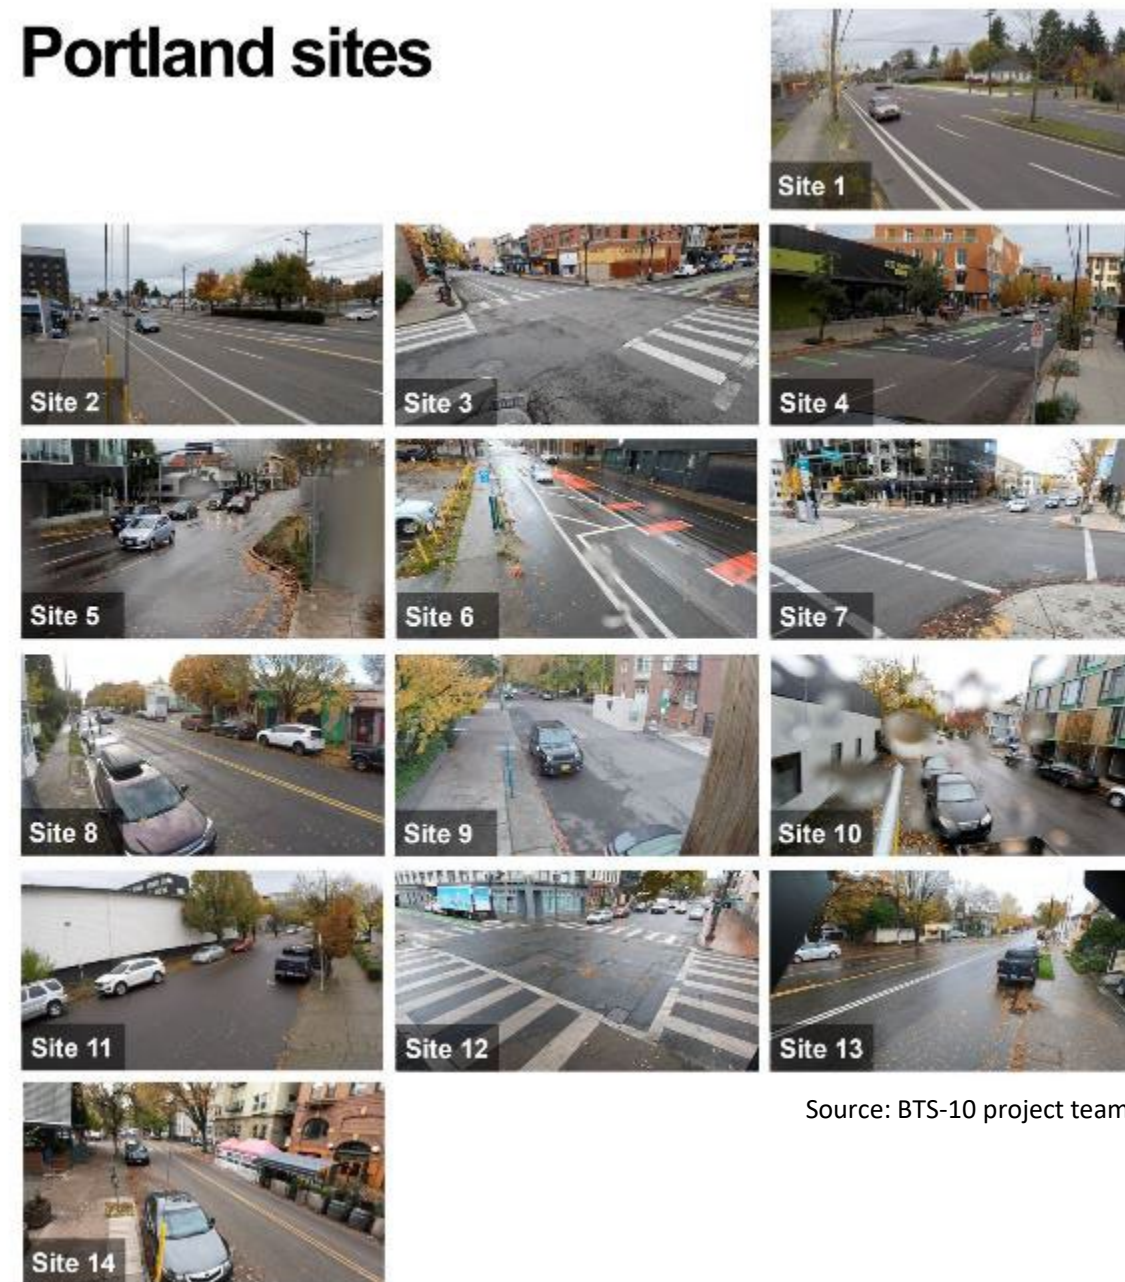 Portland sites
Site 1
Site 2
Site 3
Site 4
Site 5
Site 6
Site 7
Site 8
Site 9
Site 10
Site 11
Site 12
Site 13
Source: BTS-10 project team
Site 14